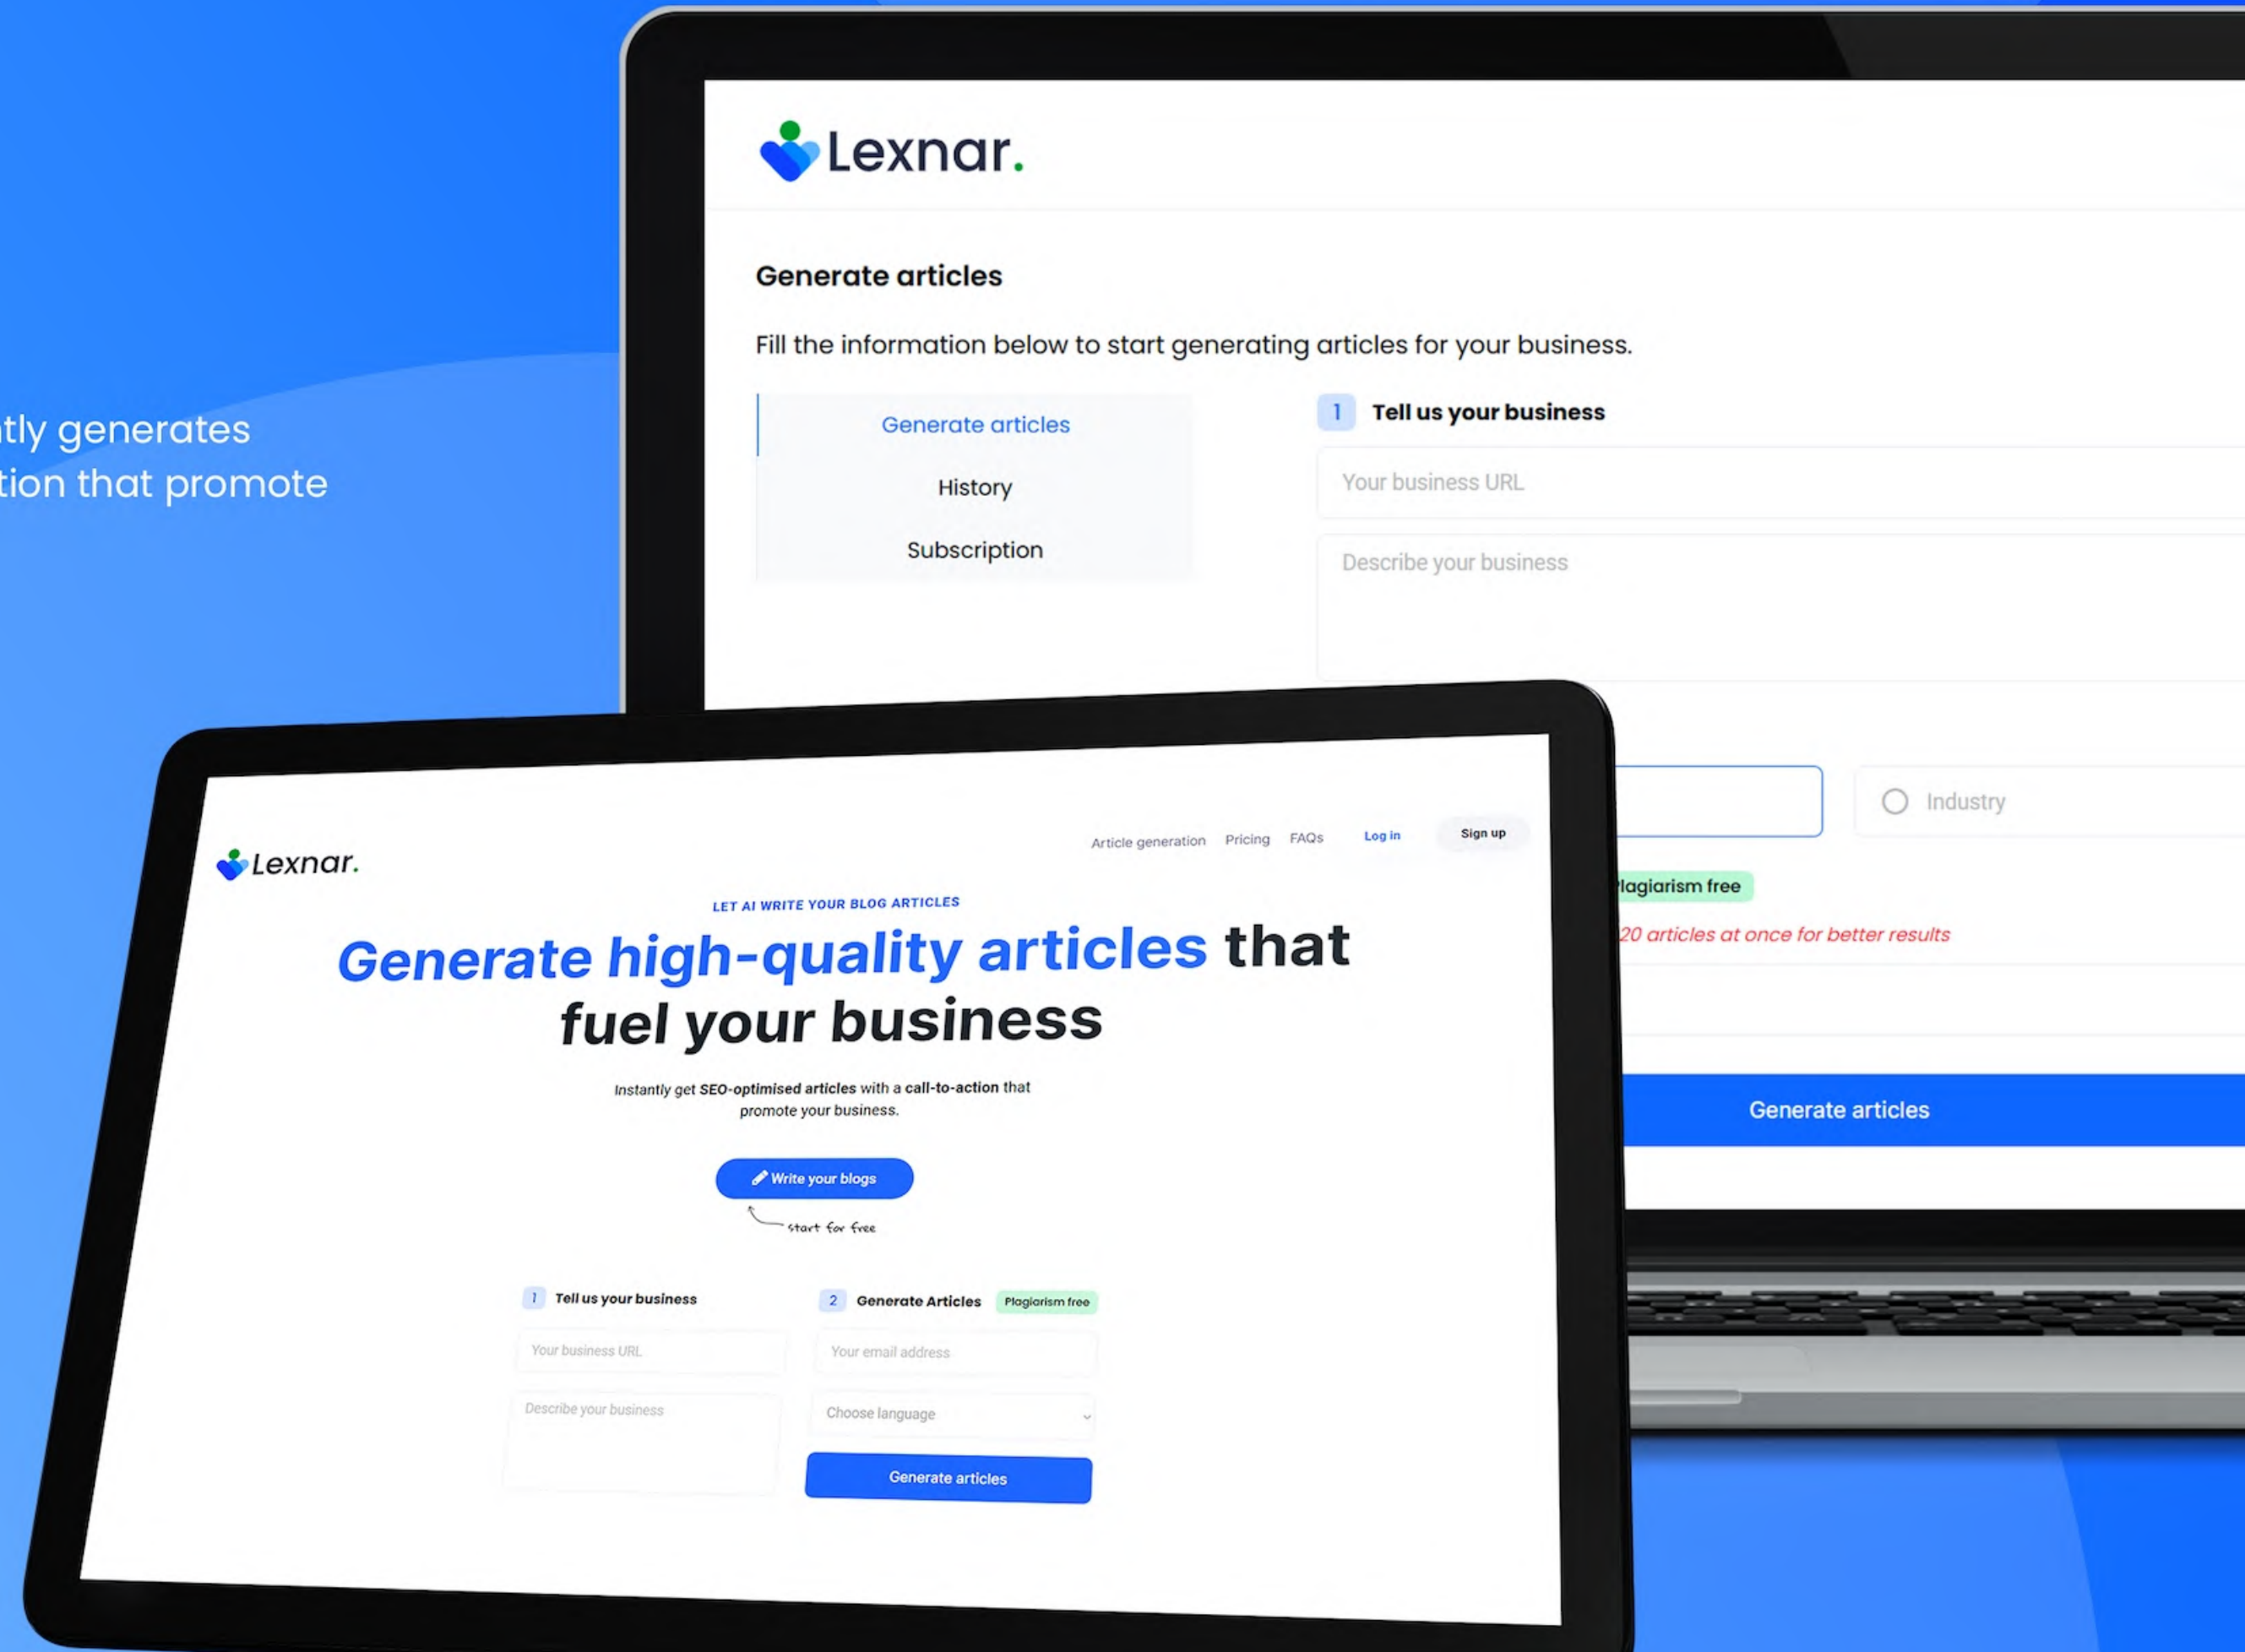 generates
that promote
Lexnar.
Generate articles
Fill the information below to start generating articles for your business.
Generate articles
History
Subscription
1 Tell us your business
Your business URL
Describe your business
Industry
free
20 articles at once for better results
Generate articles
Lexnar.
Article generation Pricing FAQs Log in Sign up
LET AI WRITE YOUR BLOG ARTICLES
Generate high-quality articles that
fuel your business
Instantly get SEO-optimised articles with a call-to-action that
promote your business.
Write your blogs
start for free
1 Tell us your business
Your business URL
Describe your business
2 Generate Articles Plagiarism free
Your email address
Choose language
Generate articles